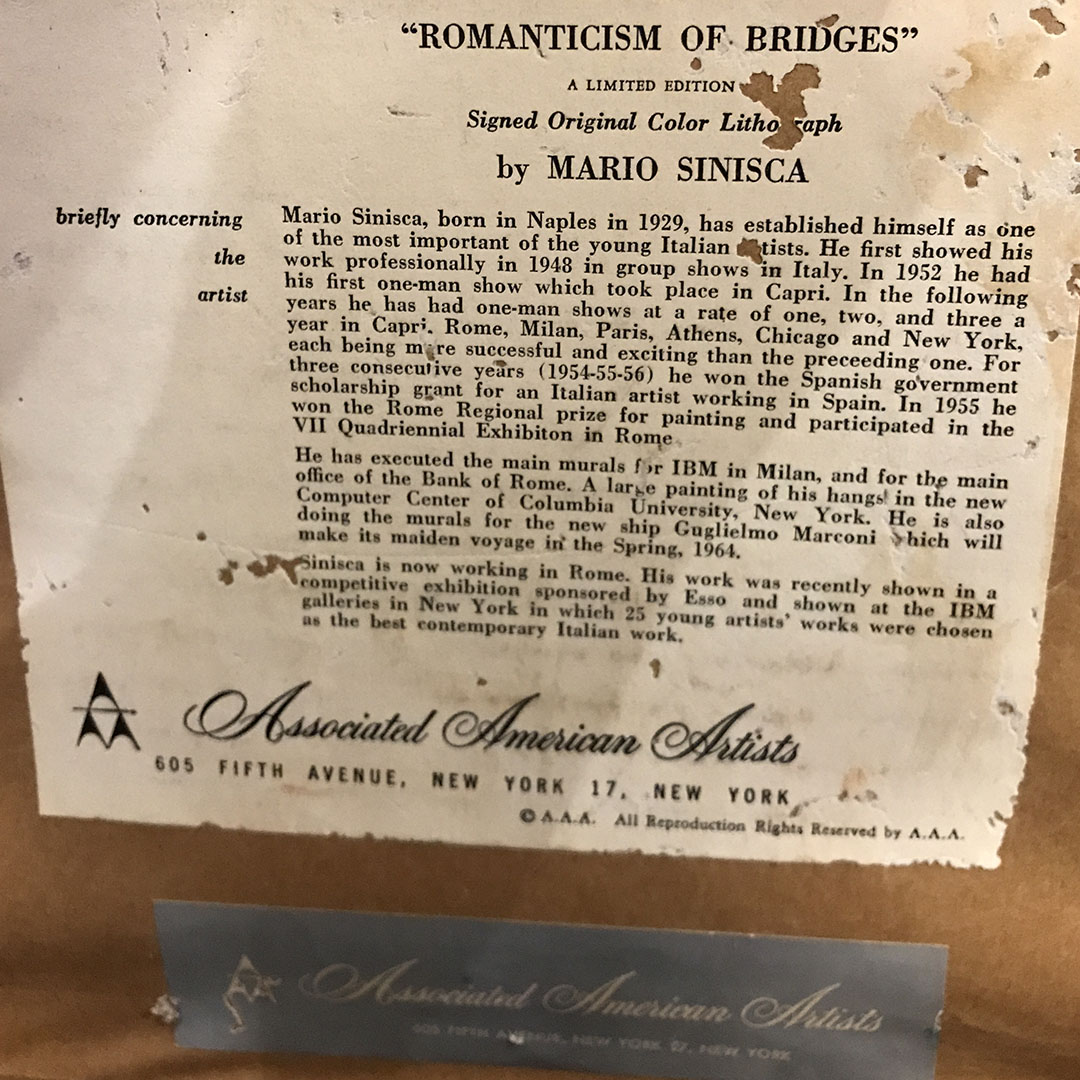 “ROMANTICISM OF BRIDGES”
A LIMITED EDITION
Signed Original Color Lithograph
by MARIO SINISCA
briefly concerning
the
artist
Mario Sinisca, born in Naples in 1929, has established himself as one
of the most important of the young Italian artists. He first showed his
work professionally in 1948 in group shows in Italy. In 1952 he had
his first one-man show which took place in Capri. In the following
years he has had one-man shows at a rate of one, two, and three a
year in Capri. Rome, Milan, Paris, Athens, Chicago and New York,
each being more successful and exciting than the preceeding one. For
three consecutive years (1954-55-56) he won the Spanish government
scholarship grant for an Italian artist working in Spain. In 1955 he
won the Rome Regional prize for painting and participated in the
VII Quadriennial Exhibiton in Rome
He has executed the main murals for IBM in Milan, and for the main
office of the Bank of Rome. A large painting of his hangs in the new
Computer Center of Columbia University, New York. He is also
doing the murals for the new ship Guglielmo Marconi which will
make its maiden voyage in the Spring, 1964.
Sinisca is now working in Rome. His work was recently shown in a
competitive exhibition sponsored by Esso and shown at the IBM
galleries in New York in which 25 young artists’ works were chosen
as the best contemporary Italian work.
Associated American Artists
605 FIFTH AVENUE, NEW YORK 17, NEW YORK
© A.A.A. All Reproduction Rights Reserved by A.A.A.
Associated American Artists
605 FIFTH AVENUE, NEW YORK 17, NEW YORK